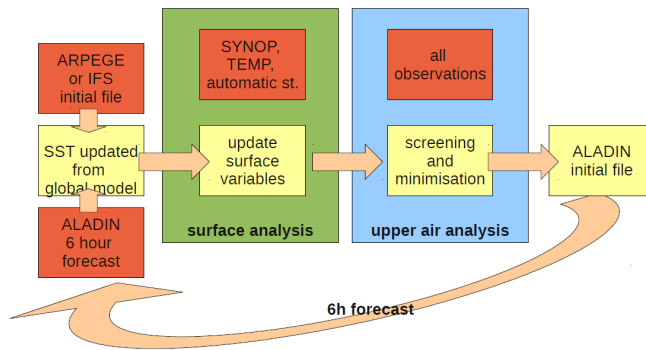 ARPEGE
or IFS
initial file
SST updated
from
global model
ALADIN
6 hour
forecast
SYNOP,
TEMP,
automatic st.
update
surface
variables
surface analysis
all
observations
screening
and
minimisation
upper air analysis
ALADIN
initial file
6h forecast